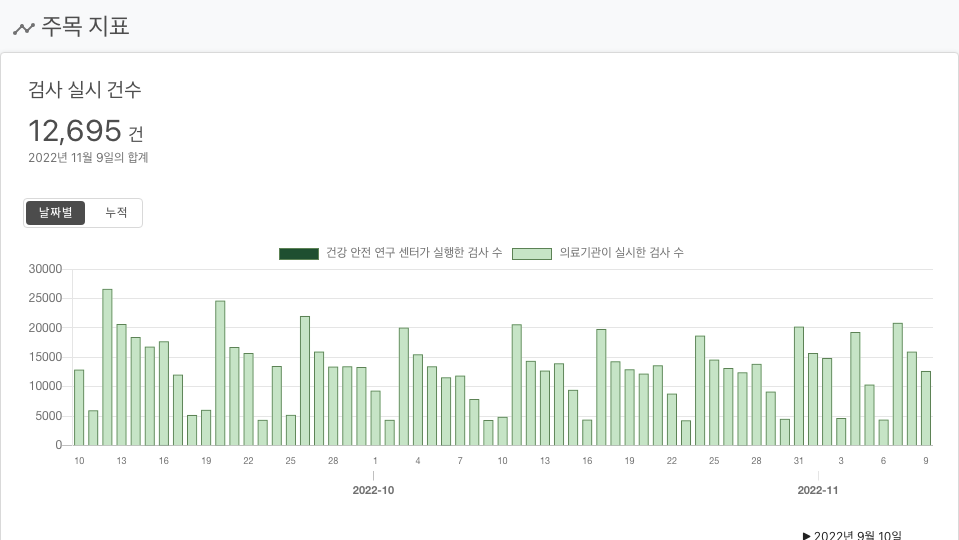 주목 지표
검사 실시 건수
12,695 건
2022년 11월 9일의 합계
날짜별 누적
건강 안전 연구 센터가 실행한 검사 수 의료기관이 실시한 검사 수
30000
25000
20000
15000
10000
5000
0
10 13 16 19 22 25 28 1 4 7 10 13 16 19 22 25 28 31 3 6 9
2022-10 2022-11
▶ 2022년 9월 10일